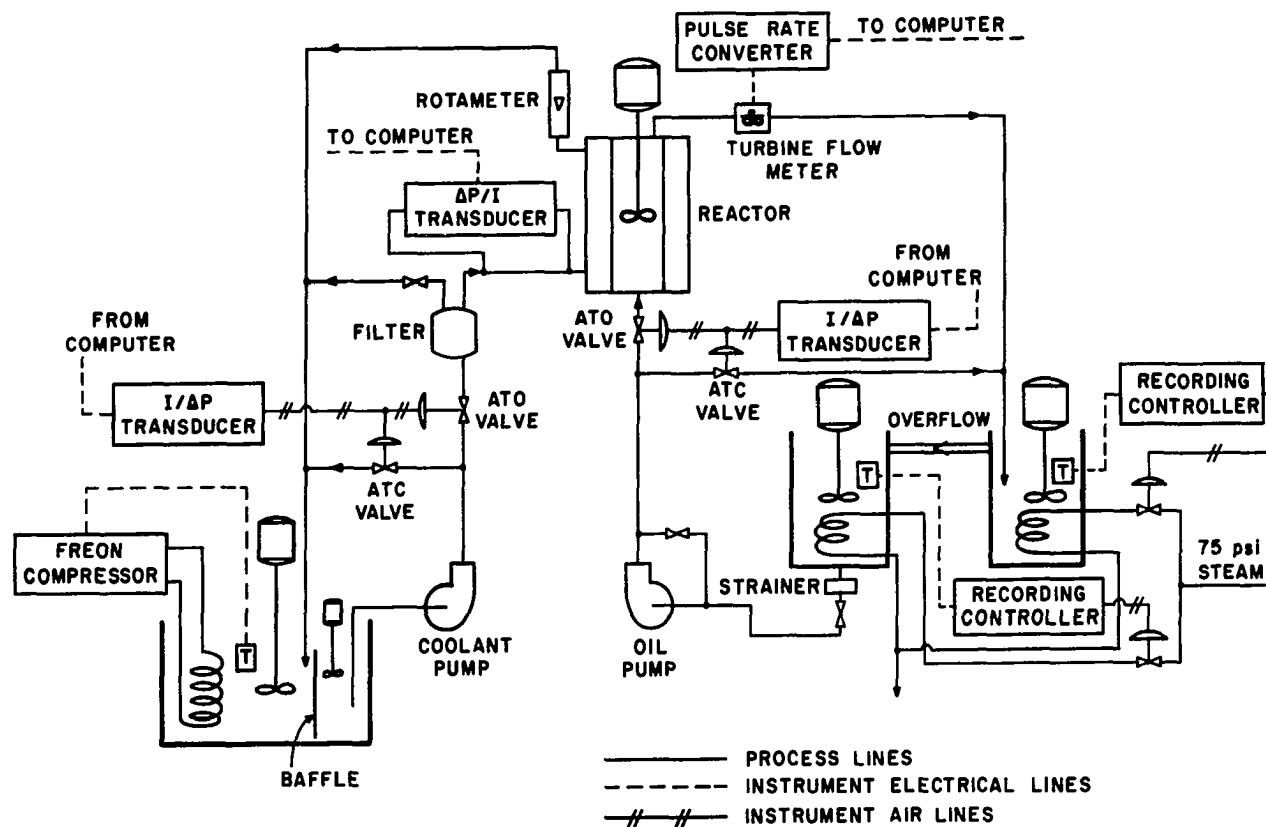 PULSE RATE
CONVERTER
TO COMPUTER
ROTAMETER
TO COMPUTER
TURBINE FLOW
METER
ΔP/I
TRANSDUCER
REACTOR
FROM
COMPUTER
FROM
COMPUTER
FILTER
ATO
VALVE
I/ΔP
TRANSDUCER
I/ΔP
TRANSDUCER
ATO
VALVE
ATC
VALVE
RECORDING
CONTROLLER
OVERFLOW
T
T
ATC
VALVE
FREON
COMPRESSOR
75 psi
STEAM
STRAINER
RECORDING
CONTROLLER
T
COOLANT
PUMP
OIL
PUMP
BAFFLE
PROCESS LINES
INSTRUMENT ELECTRICAL LINES
INSTRUMENT AIR LINES